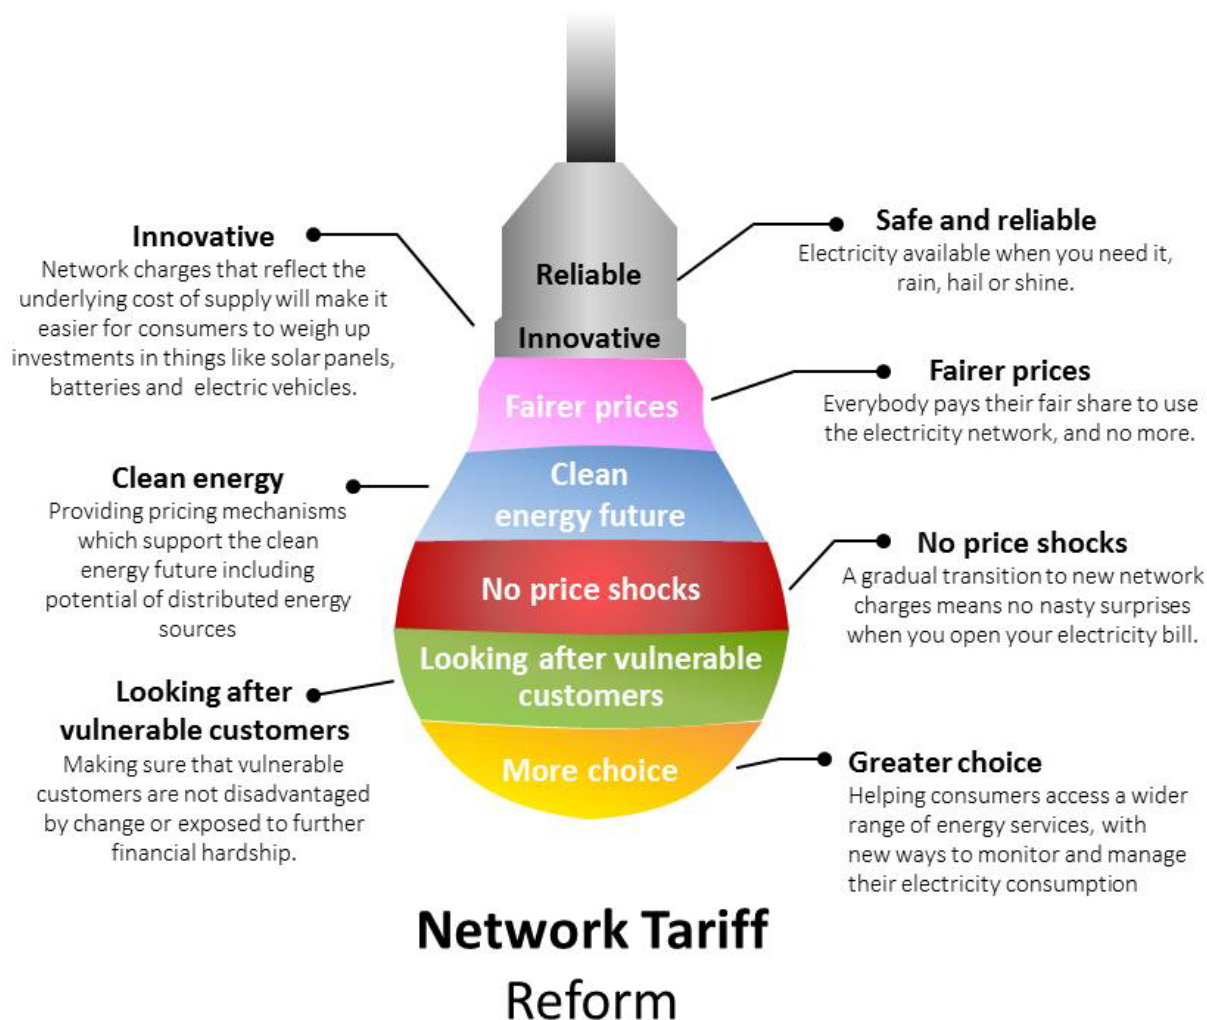 Innovative
Network charges that reflect the
underlying cost of supply will make it
easier for consumers to weigh up
investments in things like solar panels,
batteries and electric vehicles.
Clean energy
Providing pricing mechanisms
which support the clean
energy future including
potential of distributed energy
sources
Looking after
vulnerable customers
Making sure that vulnerable
customers are not disadvantaged
by change or exposed to further
financial hardship.
Reliable
Innovative
Fairer prices
Clean
energy future
No price shocks
Looking after vulnerable
customers
More choice
Safe and reliable
Electricity available when you need it,
rain, hail or shine.
Fairer prices
Everybody pays their fair share to use
the electricity network, and no more.
No price shocks
A gradual transition to new network
charges means no nasty surprises
when you open your electricity bill.
Greater choice
Helping consumers access a wider
range of energy services, with
new ways to monitor and manage
their electricity consumption
Network Tariff
Reform